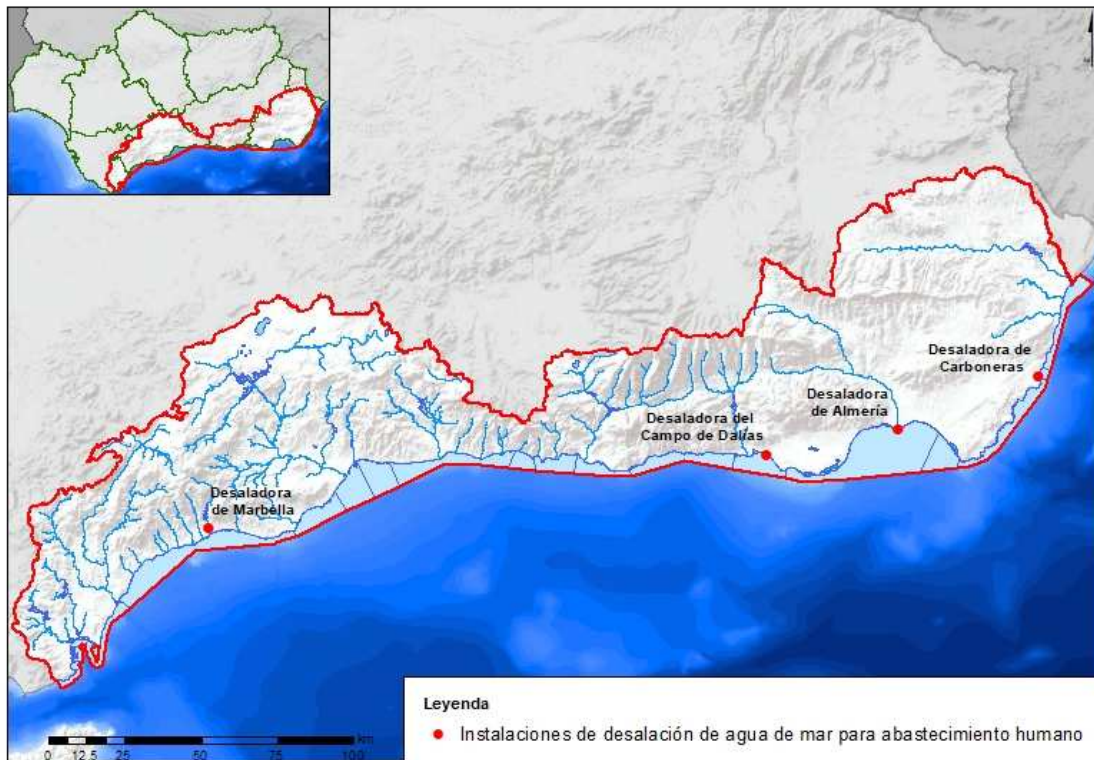 Desaladora de
Carboneras
Desaladora
de Almería
Desaladora del
Campo de Dalías
Desaladora
de Marbella
Leyenda
Instalaciones de desalación de agua de mar para abastecimiento humano
km
0 12,5 25 50 75 100